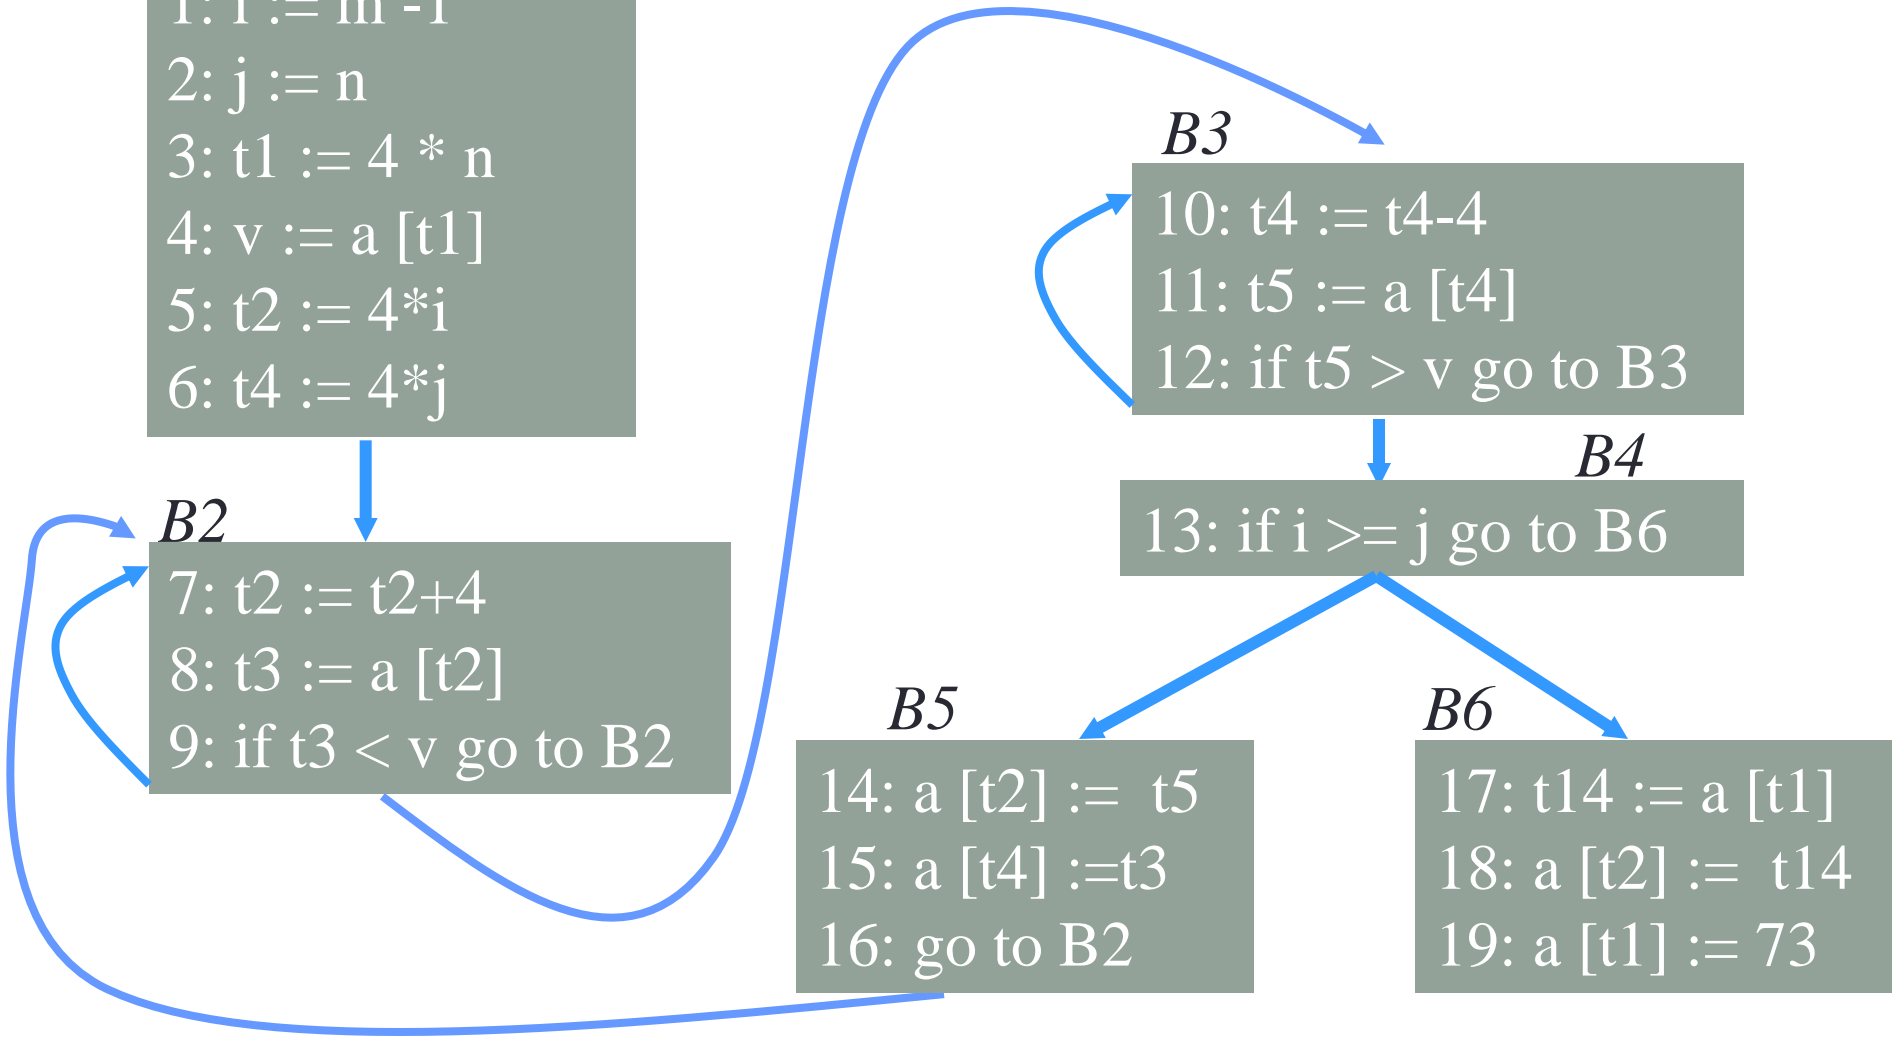 1: i := m -1
2: j := n
3: t1 := 4 * n
4: v := a [t1]
5: t2 := 4*i
6: t4 := 4*j
B2
7: t2 := t2+4
8: t3 := a [t2]
9: if t3 < v go to B2
B3
10: t4 := t4-4
11: t5 := a [t4]
12: if t5 > v go to B3
B4
13: if i >= j go to B6
B5
14: a [t2] := t5
15: a [t4] :=t3
16: go to B2
B6
17: t14 := a [t1]
18: a [t2] := t14
19: a [t1] := 73